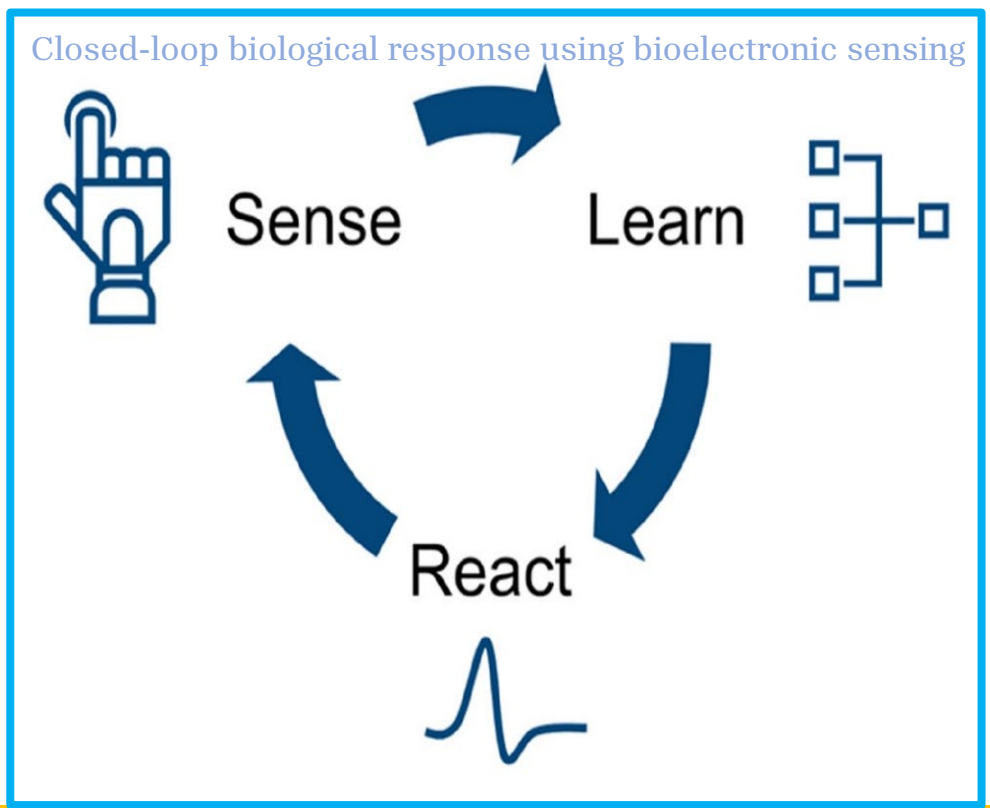 Closed-loop biological response using bioelectronic sensing
Sense
Learn
React